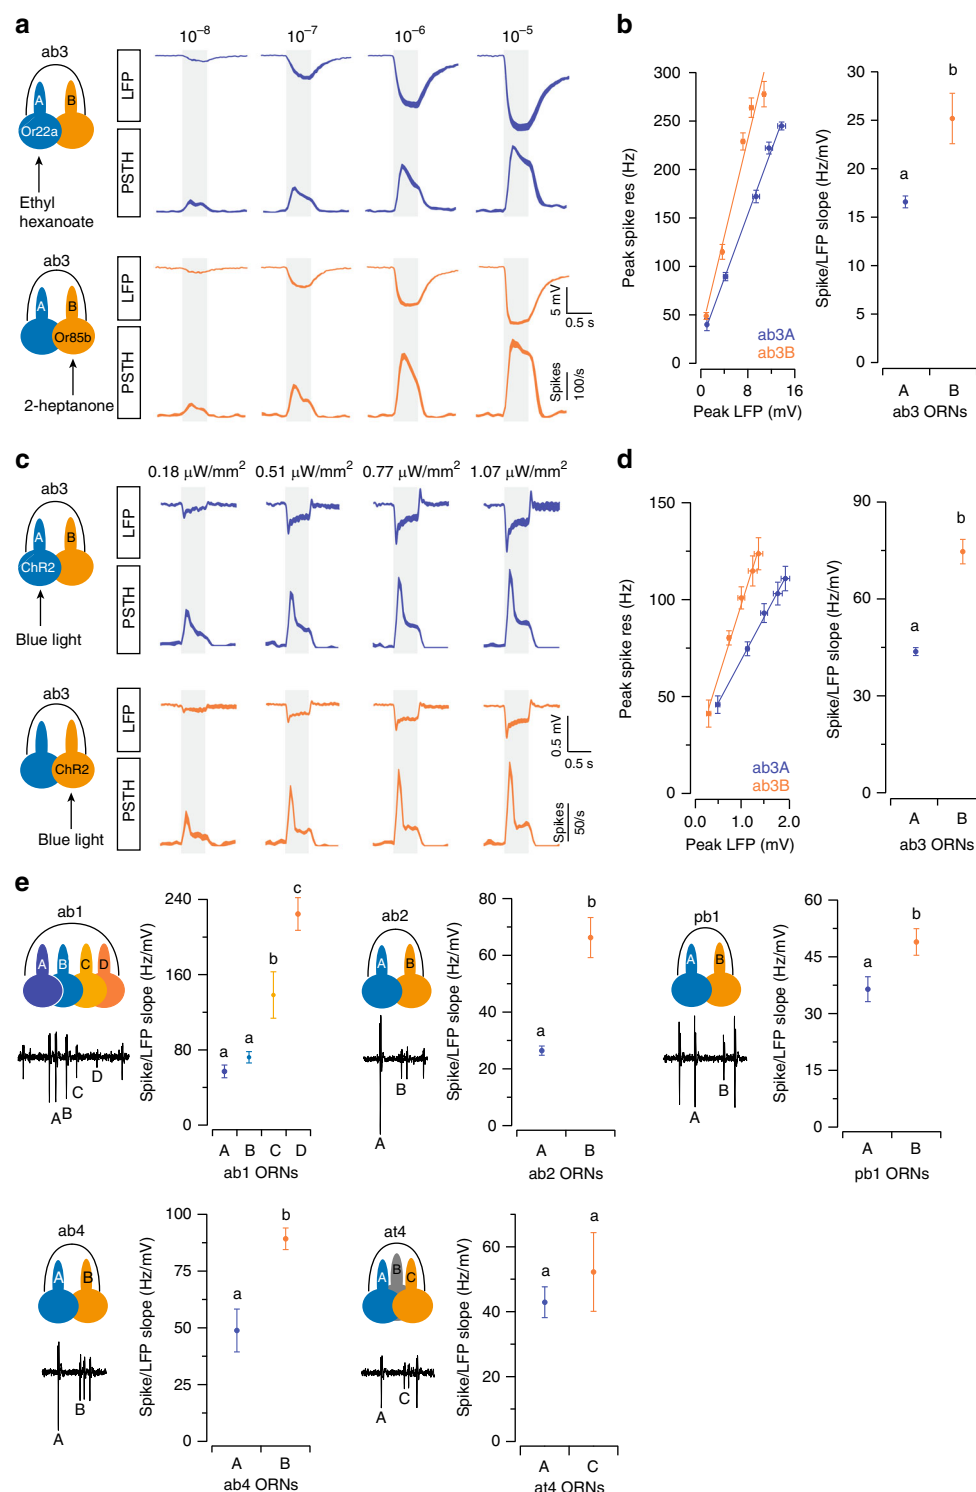 a
ab3
10⁻⁸ 10⁻⁷ 10⁻⁶ 10⁻⁵
LFP
A B
Or22a
PSTH
Ethyl
hexanoate
ab3
LFP
A B
Or85b
5 mV
0.5 s
PSTH
2-heptanone
Spikes
100/s
b
300
250
200
150
100
50
0
Peak spike res (Hz)
ab3A
ab3B
0 8 16
Peak LFP (mV)
30
25
20
15
10
5
0
Spike/LFP slope (Hz/mV)
a
b
A B
ab3 ORNs
c
0.18 μW/mm² 0.51 μW/mm² 0.77 μW/mm² 1.07 μW/mm²
ab3
LFP
A B
ChR2
PSTH
Blue light
ab3
LFP
ChR2
0.5 mV
0.5 s
PSTH
Blue light
Spikes
50/s
d
150
100
50
0
Peak spike res (Hz)
ab3A
ab3B
0.0 1.0 2.0
Peak LFP (mV)
90
75
60
45
30
15
0
Spike/LFP slope (Hz/mV)
a
b
A B
ab3 ORNs
e
ab1
A B C D
A B C D
240
160
80
0
Spike/LFP slope (Hz/mV)
a a b c
A B C D
ab1 ORNs
ab2
A B
B
A
80
60
40
20
0
Spike/LFP slope (Hz/mV)
a b
A B
ab2 ORNs
pb1
A B
B
A
60
45
30
15
0
Spike/LFP slope (Hz/mV)
a b
A B
pb1 ORNs
ab4
A B
B
A
100
75
50
25
0
Spike/LFP slope (Hz/mV)
a b
A B
ab4 ORNs
at4
A B C
C
A
60
40
20
0
Spike/LFP slope (Hz/mV)
a a
A C
at4 ORNs